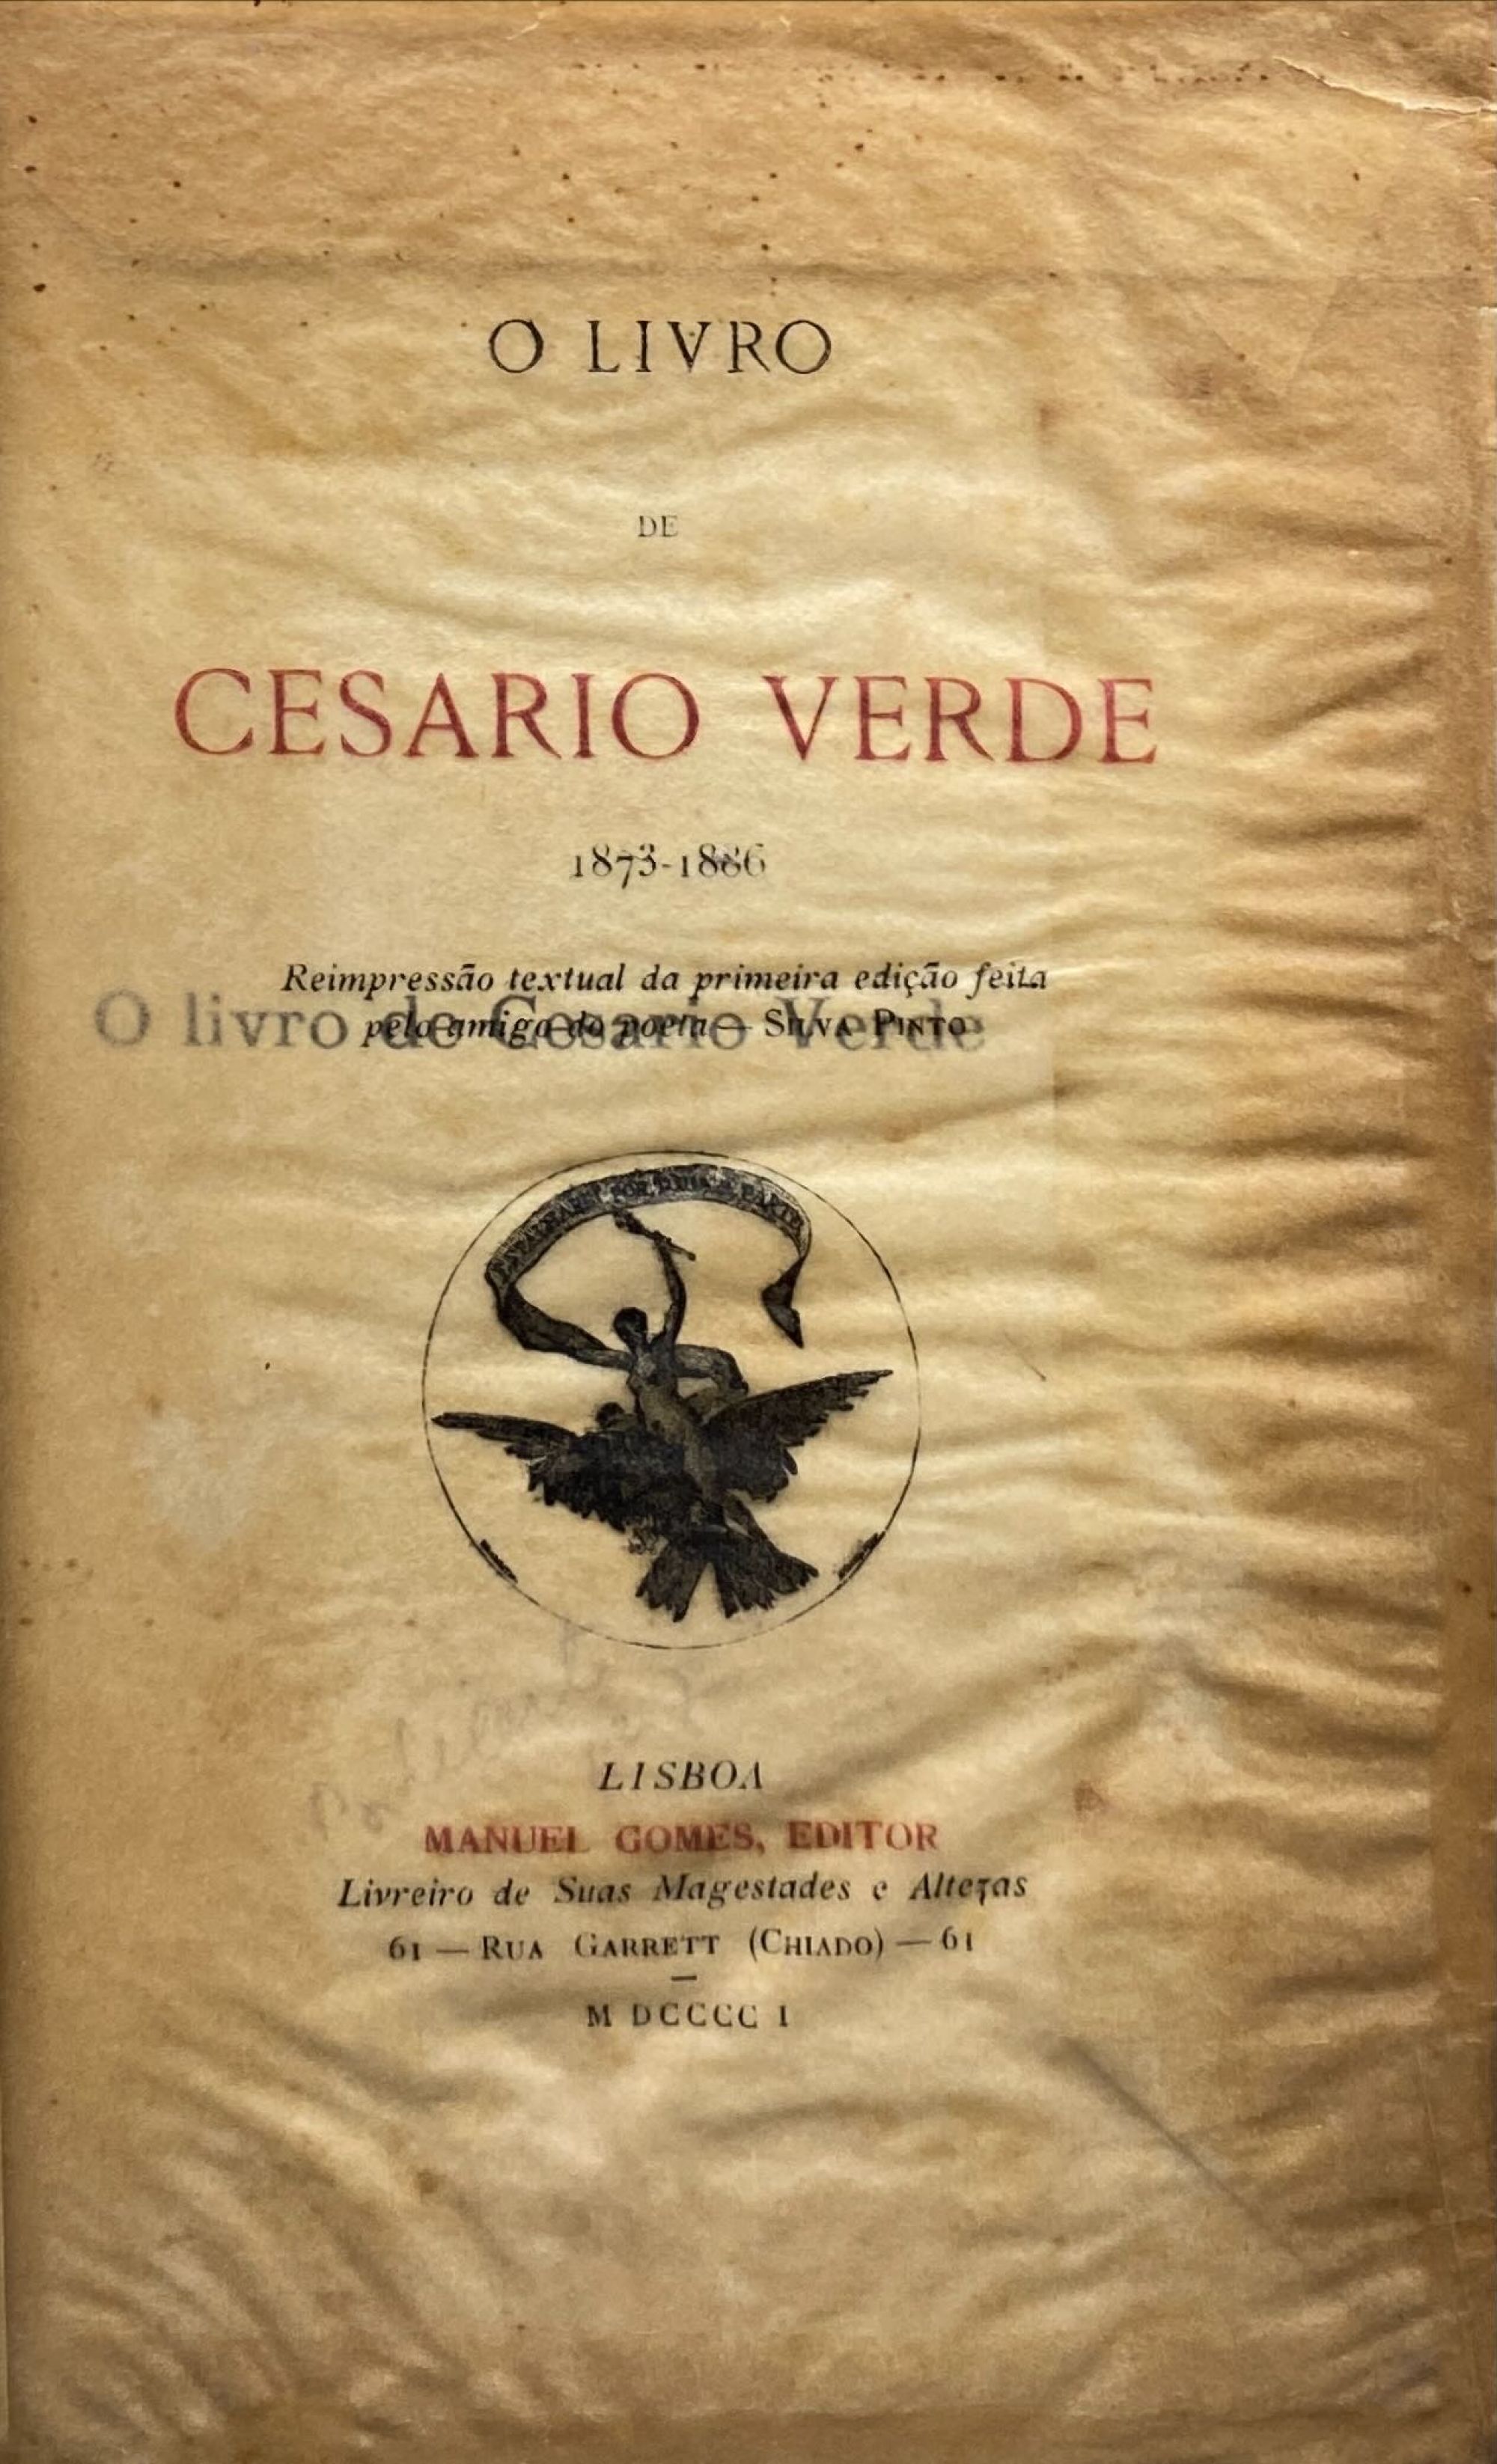 O LIVRO
DE
CESARIO VERDE
1873-1886
Reimpressão textual da primeira edição feita
pelo amigo do poeta — SILVA PINTO
O livro de Cesario Verde
LISBOA
MANUEL GOMES, EDITOR
Livreiro de Suas Magestades e Altezas
61 — RUA GARRETT (CHIADO) — 61
M DCCCC I